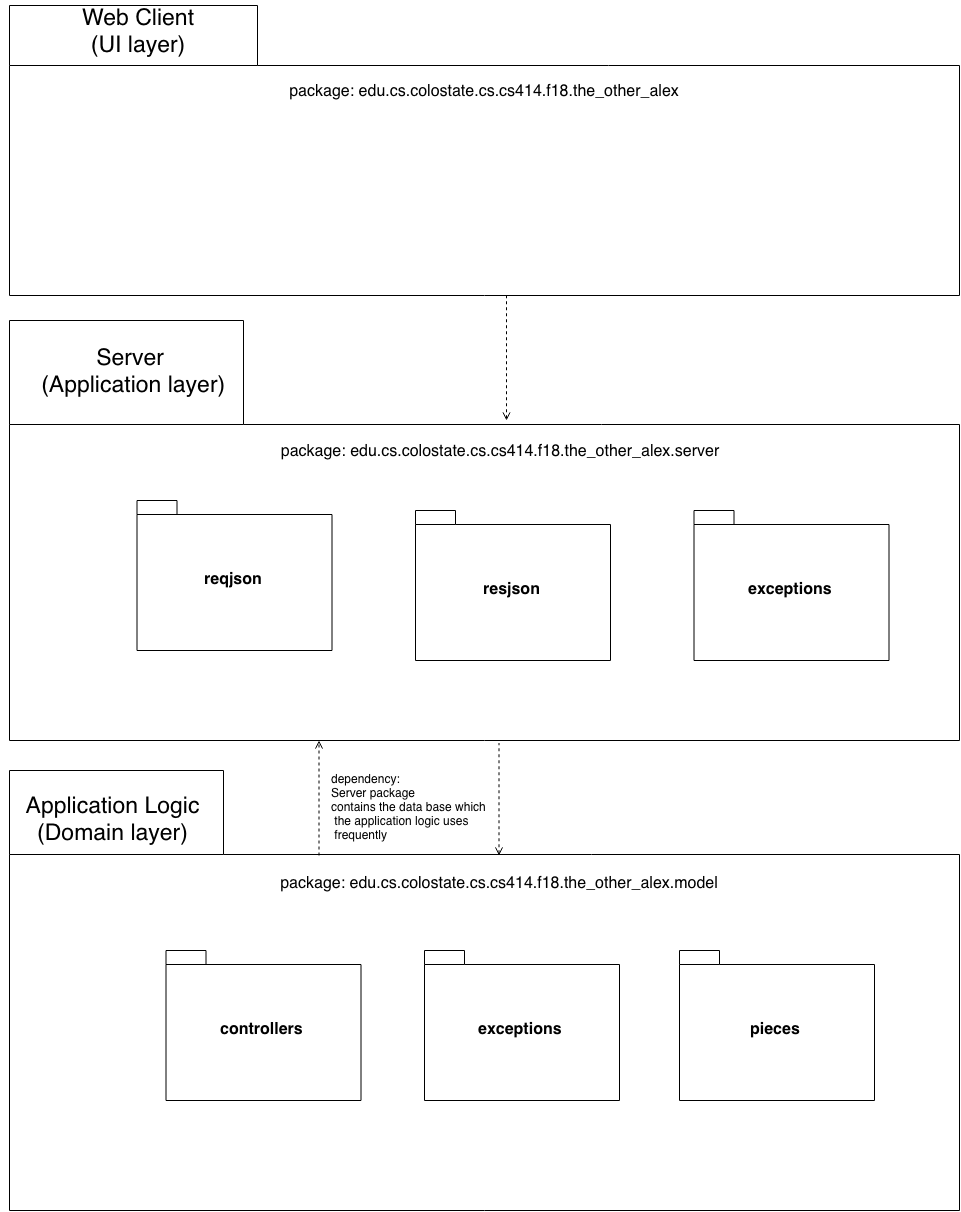 Web Client
(UI layer)
package: edu.cs.colostate.cs.cs414.f18.the_other_alex
Server
(Application layer)
package: edu.cs.colostate.cs.cs414.f18.the_other_alex.server
reqjson
resjson
exceptions
dependency:
Server package
contains the data base which
the application logic uses
frequently
Application Logic
(Domain layer)
package: edu.cs.colostate.cs.cs414.f18.the_other_alex.model
controllers
exceptions
pieces